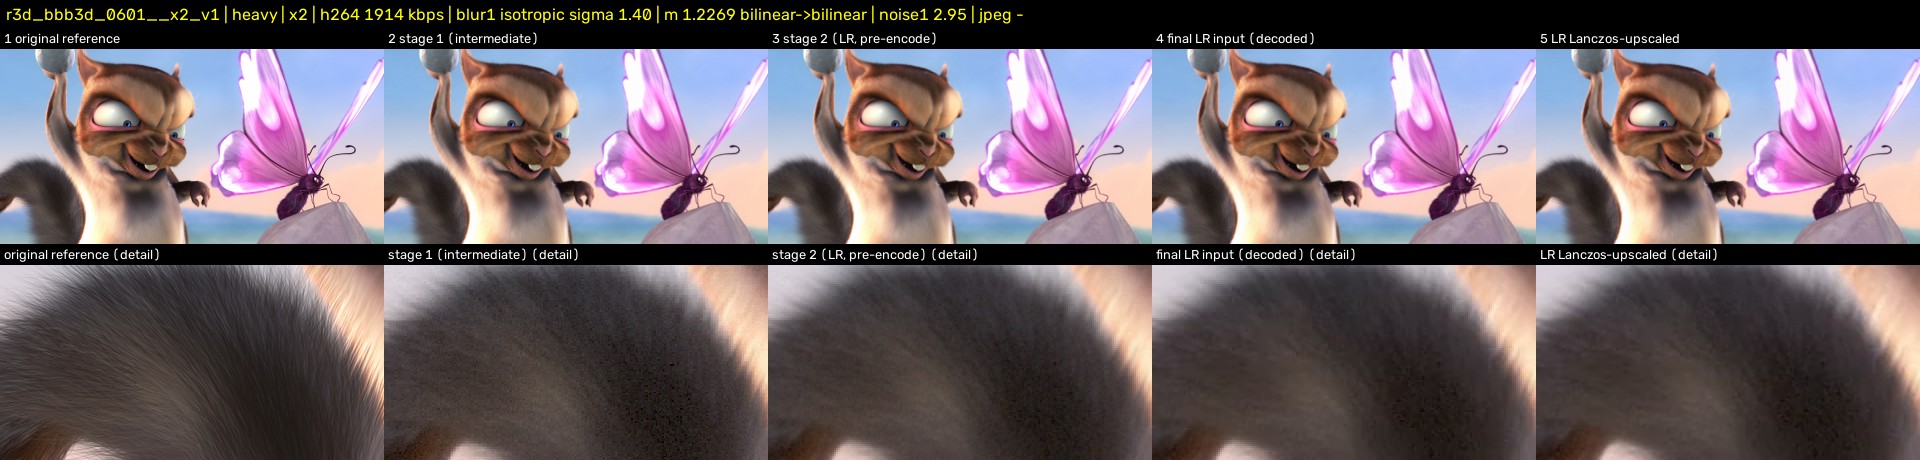 r3d_bbb3d_0601__x2_v1 | heavy | x2 | h264 1914 kbps | blur1 isotropic sigma 1.40 | m 1.2269 bilinear->bilinear | noise1 2.95 | jpeg -
1 original reference
2 stage 1 (intermediate)
3 stage 2 (LR, pre-encode)
4 final LR input (decoded)
5 LR Lanczos-upscaled
original reference (detail)
stage 1 (intermediate) (detail)
stage 2 (LR, pre-encode) (detail)
final LR input (decoded) (detail)
LR Lanczos-upscaled (detail)